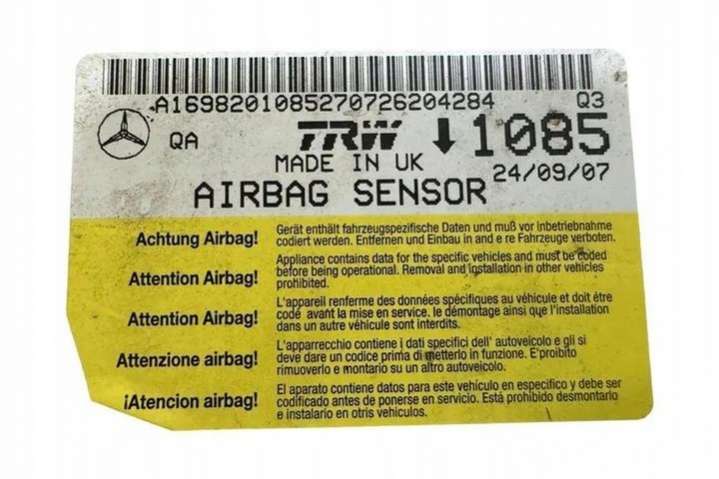 A1698201085270726204284 Q3
QA TRW ↓1085
MADE IN UK 24/09/07
AIRBAG SENSOR
Achtung Airbag! Gerät enthält fahrzeugspezifische Daten und muß vor Inbetriebnahme
codiert werden. Entfernen und Einbau in and e re Fahrzeuge verboten.
Attention Airbag! Appliance contains data for the specific vehicles and must be coded
before being operational. Removal and installation in other vehicles
prohibited.
Attention Airbag! L'appareil renferme des données spécifiques au véhicule et doit étré
codé avant la mise en service. le démontage ainsi que l'installation
dans un autre véhicule sont interdits.
Attenzione airbag! L'apparrecchio contiene i dati specifici dell' autoveicolo e gli si
deve dare un codice prima di metterlo in funzione. E'proibito
rimuoverlo e montario su un altro autoveicolo.
¡Atencion airbag! El aparato contiene datos para este vehículo en especifico y debe ser
codificado antes de ponerse en servicio. Está prohibido desmontarlo
e instalario en otris vehículos.